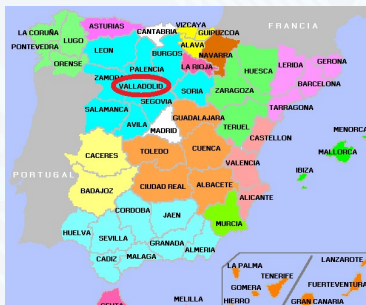 LA CORUÑA
LUGO
ASTURIAS
CANTABRIA
VIZCAYA
GUIPUZCOA
FRANCIA
PONTEVEDRA
ORENSE
LEON
BURGOS
ALAVA
NAVARRA
PALENCIA
LA RIOJA
HUESCA
LERIDA
GERONA
ZAMORA
VALLADOLID
SORIA
ZARAGOZA
BARCELONA
SEGOVIA
SALAMANCA
TARRAGONA
AVILA
MADRID
GUADALAJARA
TERUEL
CASTELLON
MENORCA
CACERES
TOLEDO
CUENCA
VALENCIA
MALLORCA
PORTUGAL
IBIZA
BADAJOZ
CIUDAD REAL
ALBACETE
ALICANTE
CORDOBA
JAEN
MURCIA
HUELVA
SEVILLA
GRANADA
ALMERIA
CADIZ
MALAGA
LA PALMA
LANZAROTE
TENERIFE
GOMERA
FUERTEVENTURA
HIERRO
GRAN CANARIA
MELILLA
CEUTA